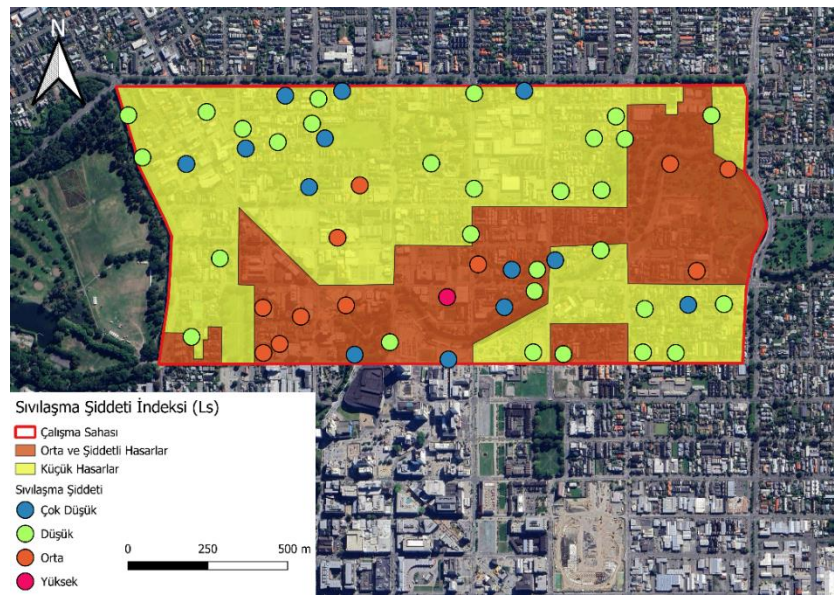 N
Sıvılaşma Şiddeti İndeksi (Ls)
Çalışma Sahası
Orta ve Şiddetli Hasarlar
Küçük Hasarlar
Sıvılaşma Şiddeti
Çok Düşük
Düşük
Orta
Yüksek
0 250 500 m